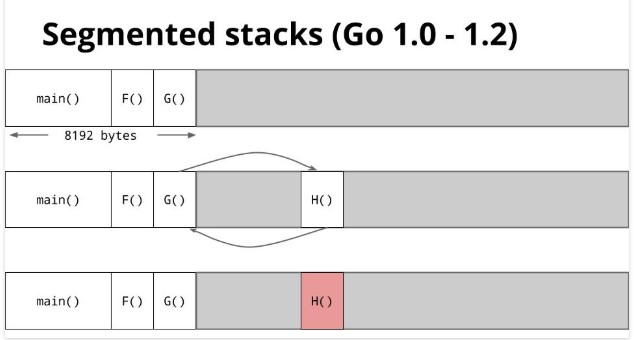 Segmented stacks (Go 1.0 - 1.2)
main() F() G()
8192 bytes
main() F() G() H()
main() F() G() H()